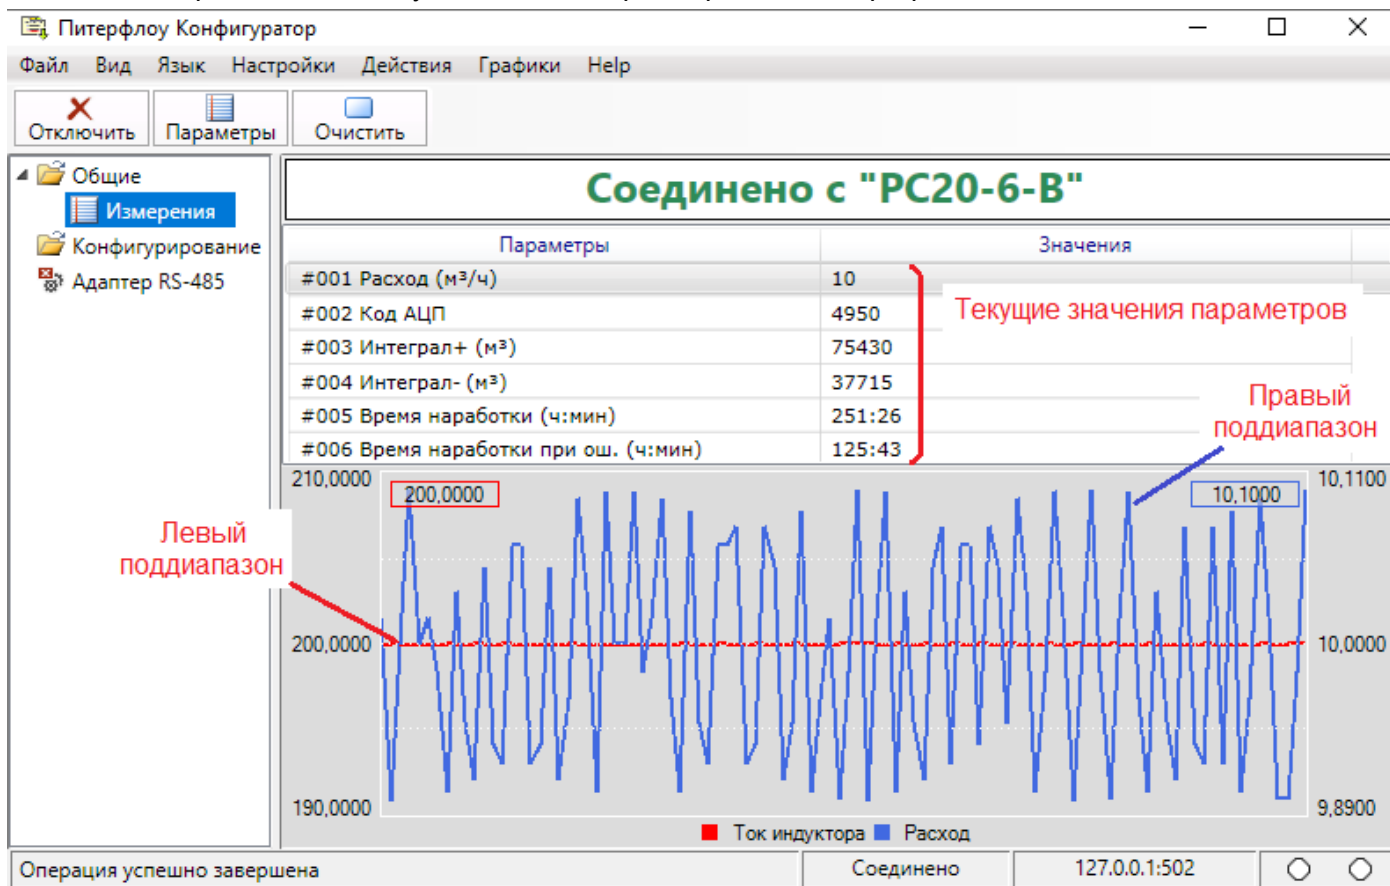 Питерфлоу Конфигуратор
Файл Вид Язык Настройки Действия Графики Help
Отключить Параметры Очистить
Общие
Измерения
Конфигурирование
Адаптер RS-485
Соединено с "РС20-6-В"
Параметры Значения
#001 Расход (м³/ч) 10
#002 Код АЦП 4950
#003 Интеграл+ (м³) 75430
#004 Интеграл- (м³) 37715
#005 Время наработки (ч:мин) 251:26
#006 Время наработки при ош. (ч:мин) 125:43
Текущие значения параметров
Правый
поддиапазон
Левый
поддиапазон
210,0000 200,0000 10,1000 10,1100
200,0000 10,0000
190,0000 9,8900
Ток индуктора Расход
Операция успешно завершена Соединено 127.0.0.1:502